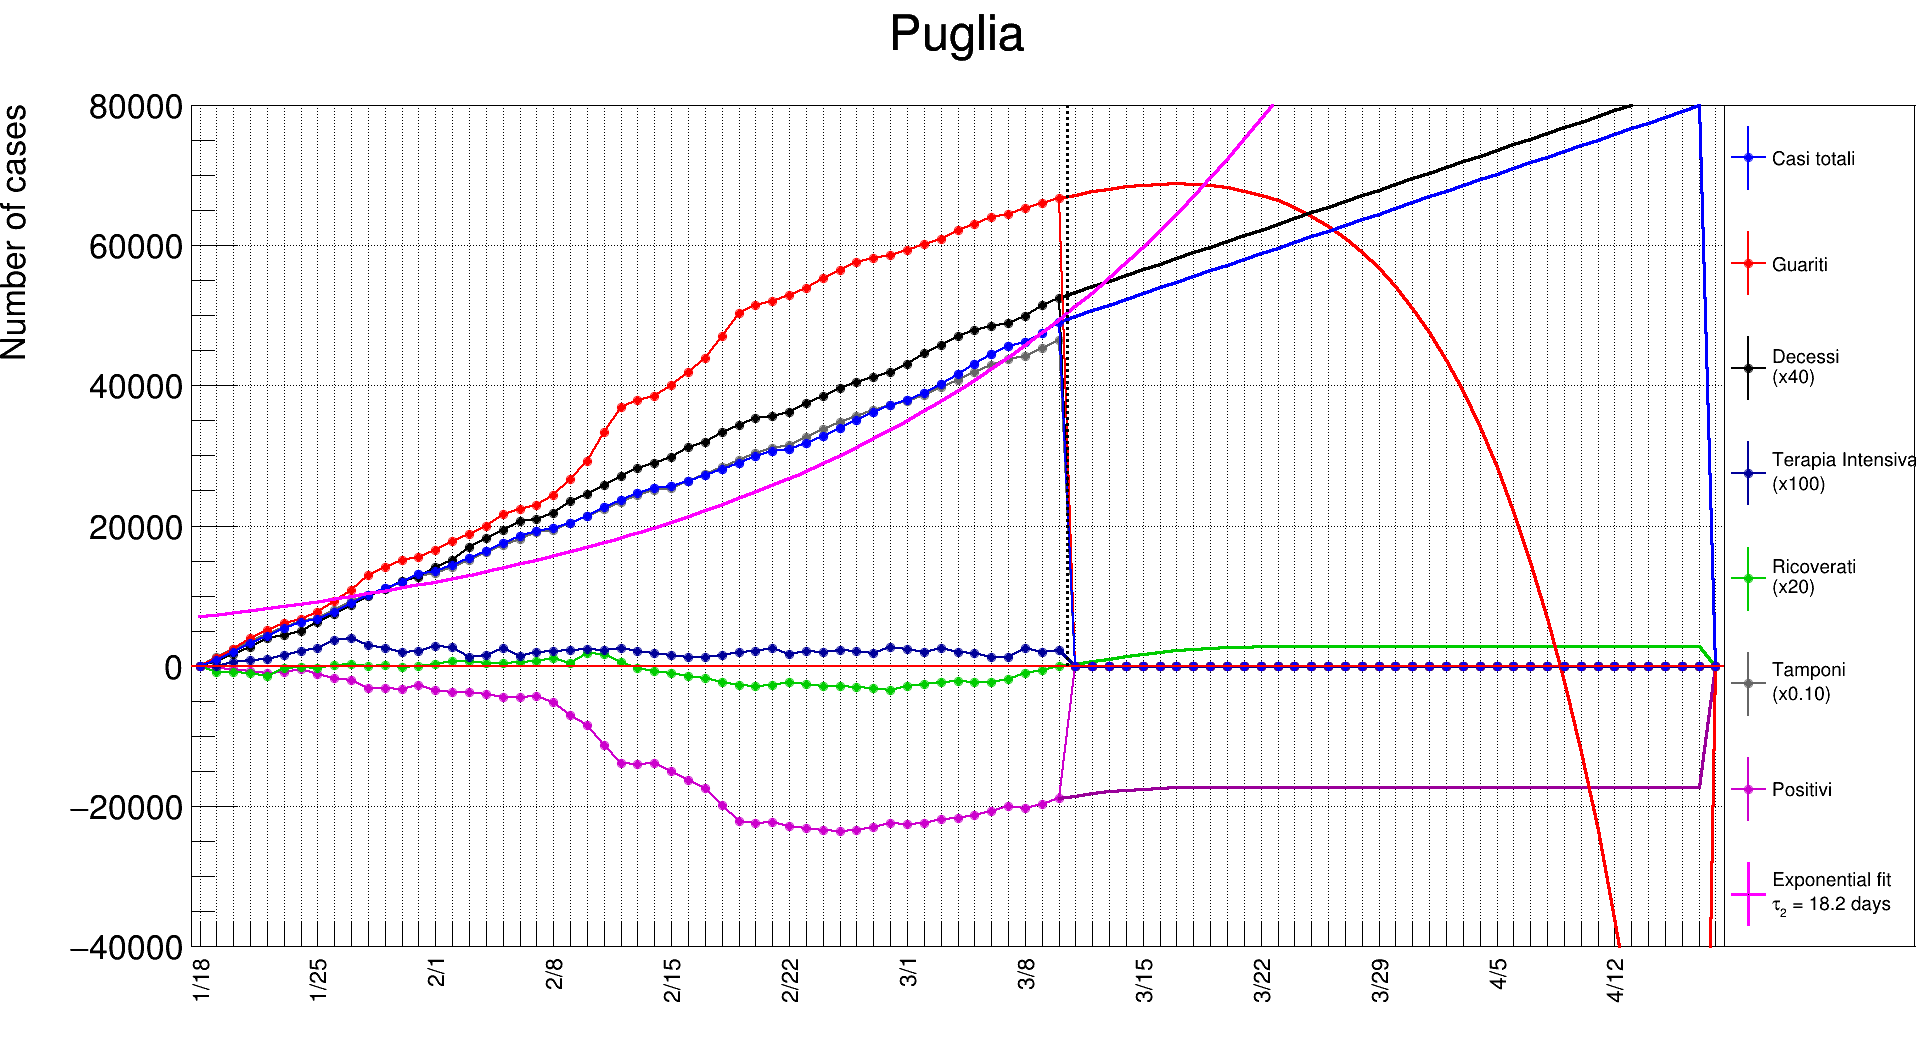 Puglia
Number of cases
80000
60000
40000
20000
0
−20000
−40000
1/18
1/25
2/1
2/8
2/15
2/22
3/1
3/8
3/15
3/22
3/29
4/5
4/12
Casi totali
Guariti
Decessi
(x40)
Terapia Intensiva
(x100)
Ricoverati
(x20)
Tamponi
(x0.10)
Positivi
Exponential fit
τ2 = 18.2 days